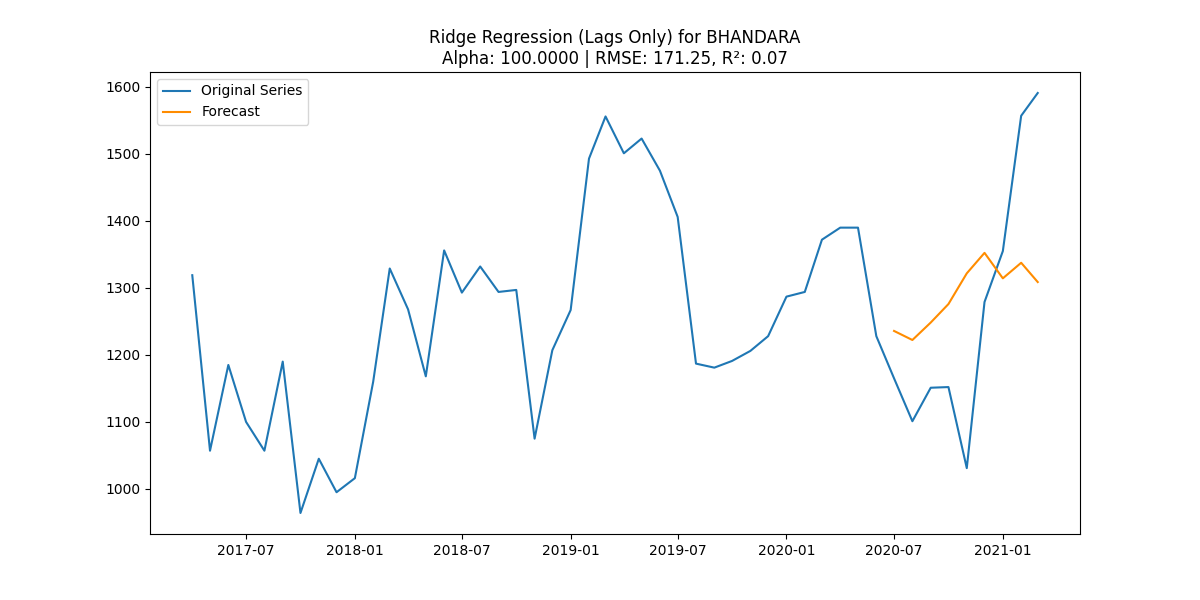 Ridge Regression (Lags Only) for BHANDARA
Alpha: 100.0000 | RMSE: 171.25, R²: 0.07
Original Series
Forecast
1600
1500
1400
1300
1200
1100
1000
2017-07 2018-01 2018-07 2019-01 2019-07 2020-01 2020-07 2021-01